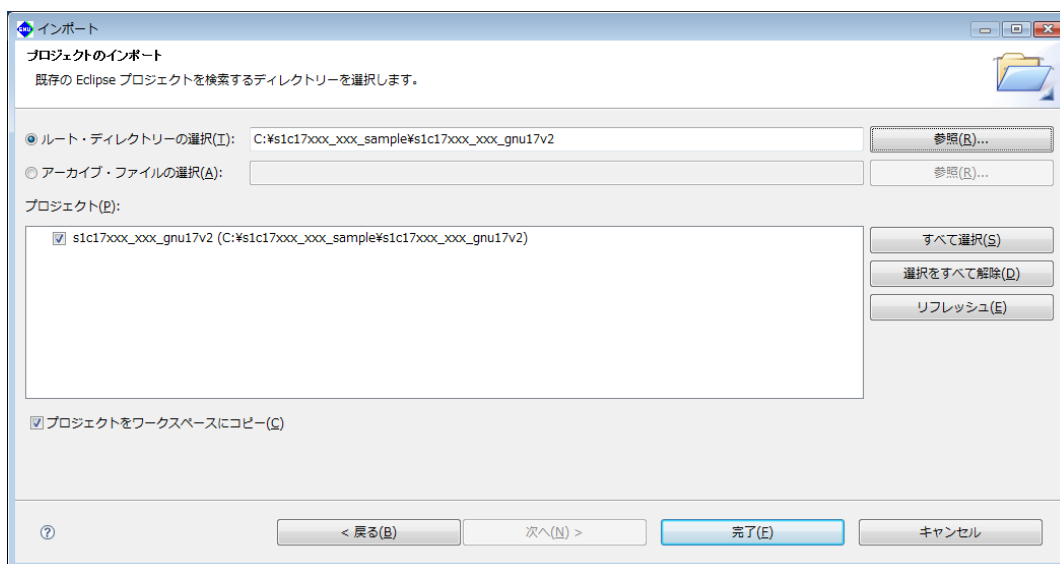 GNU インポート
プロジェクトのインポート
既存の Eclipse プロジェクトを検索するディレクトリーを選択します。
ルート・ディレクトリーの選択(T): C:¥s1c17xxx_xxx_sample¥s1c17xxx_xxx_gnu17v2 参照(R)...
アーカイブ・ファイルの選択(A): 参照(R)...
プロジェクト(P):
s1c17xxx_xxx_gnu17v2 (C:¥s1c17xxx_xxx_sample¥s1c17xxx_xxx_gnu17v2) すべて選択(S)
選択をすべて解除(D)
リフレッシュ(E)
プロジェクトをワークスペースにコピー(C)
? < 戻る(B) 次へ(N) > 完了(F) キャンセル